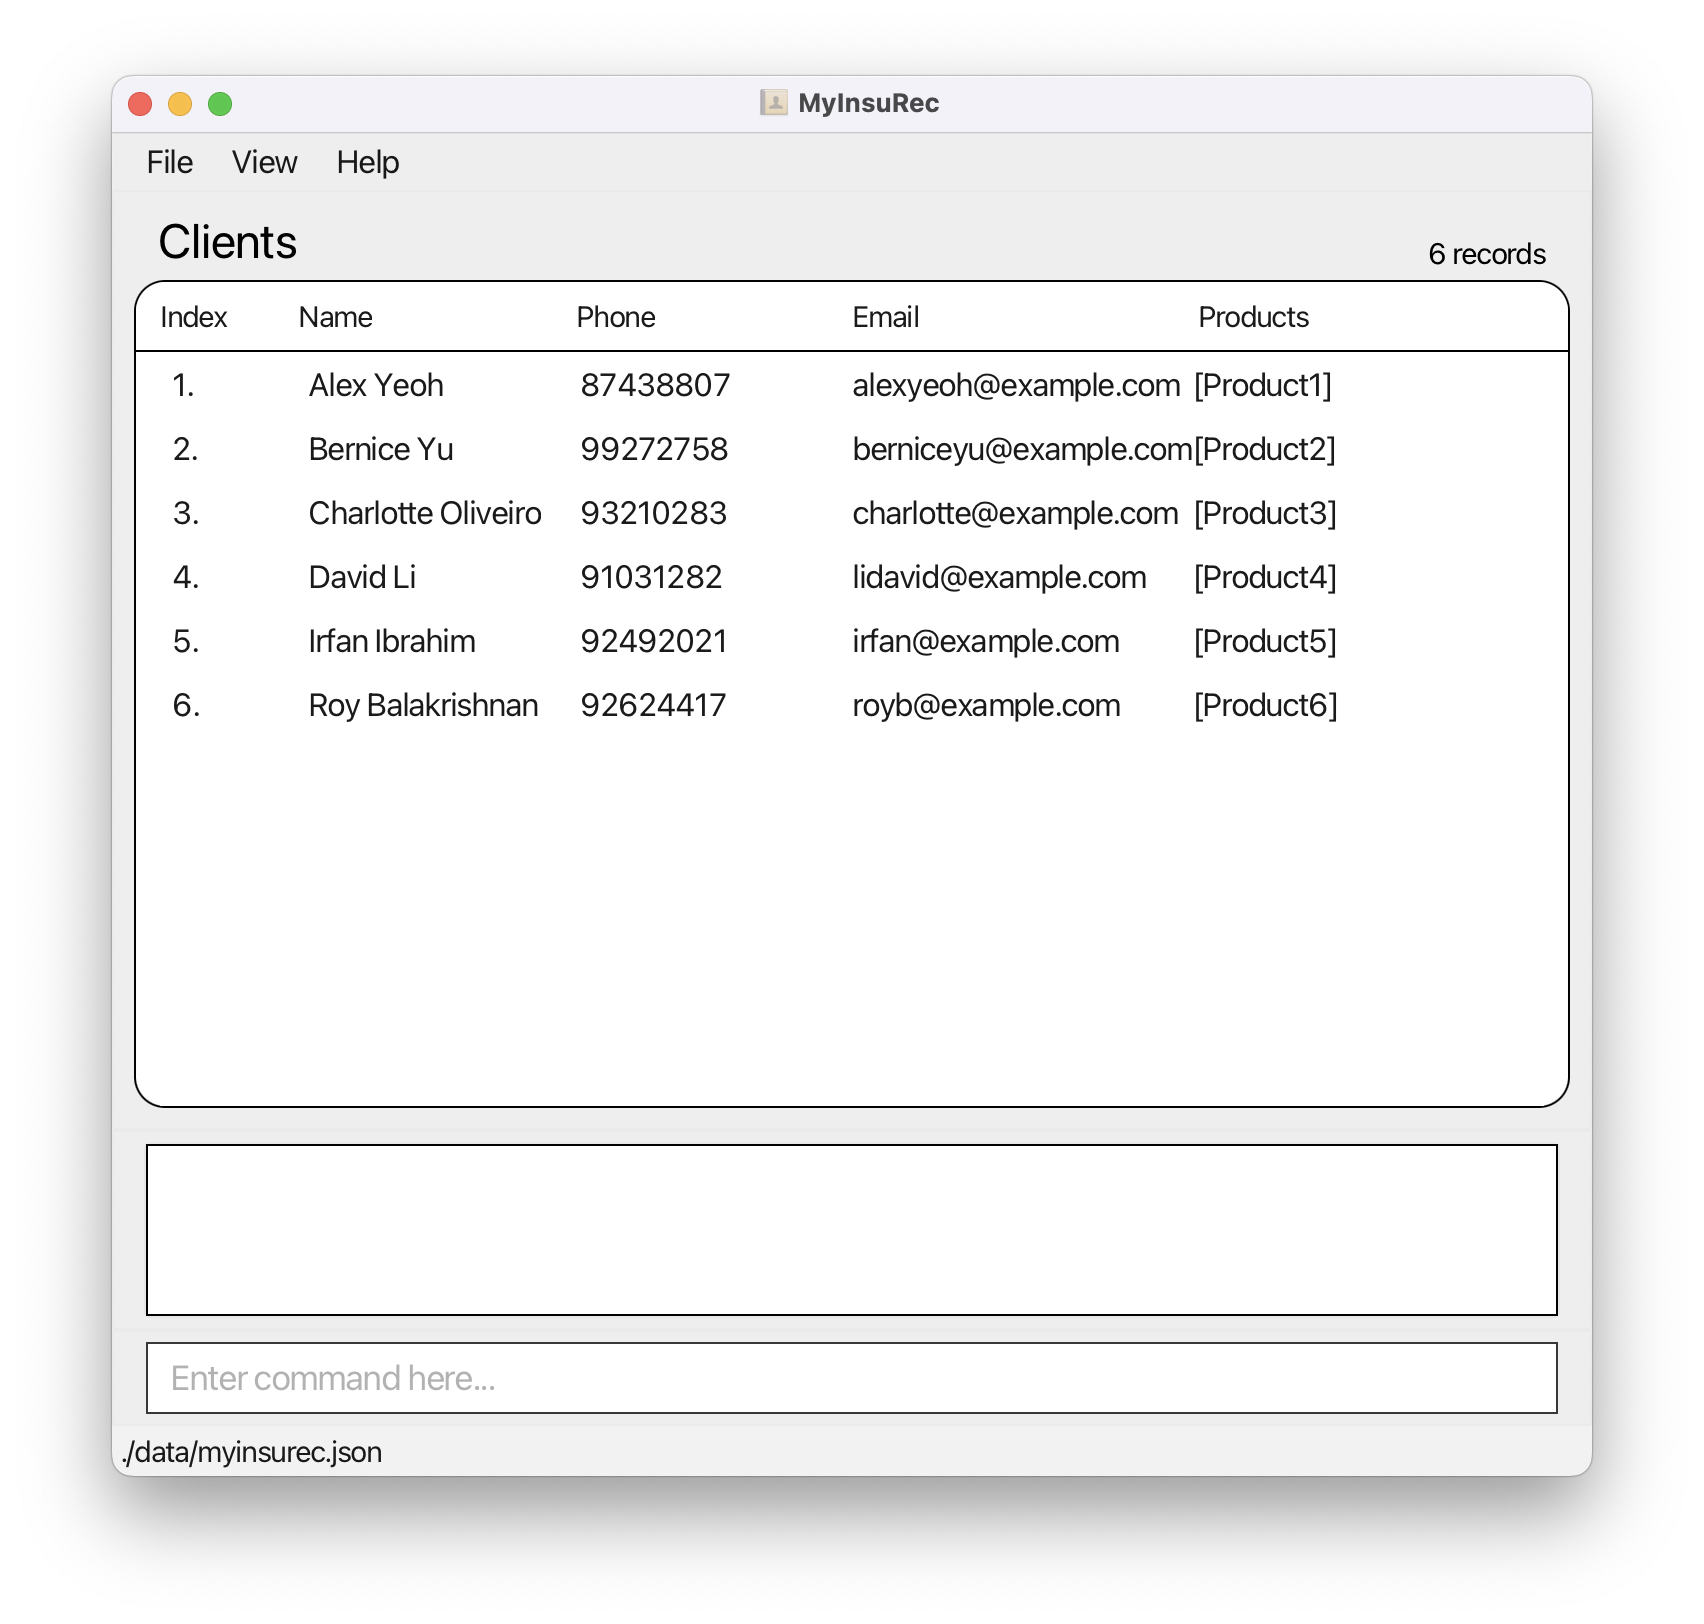 MyInsuRec
File View Help
Clients
6 records
Index Name Phone Email Products
1. Alex Yeoh 87438807 alexyeoh@example.com [Product1]
2. Bernice Yu 99272758 berniceyu@example.com[Product2]
3. Charlotte Oliveiro 93210283 charlotte@example.com [Product3]
4. David Li 91031282 lidavid@example.com [Product4]
5. Irfan Ibrahim 92492021 irfan@example.com [Product5]
6. Roy Balakrishnan 92624417 royb@example.com [Product6]
Enter command here...
./data/myinsurec.json